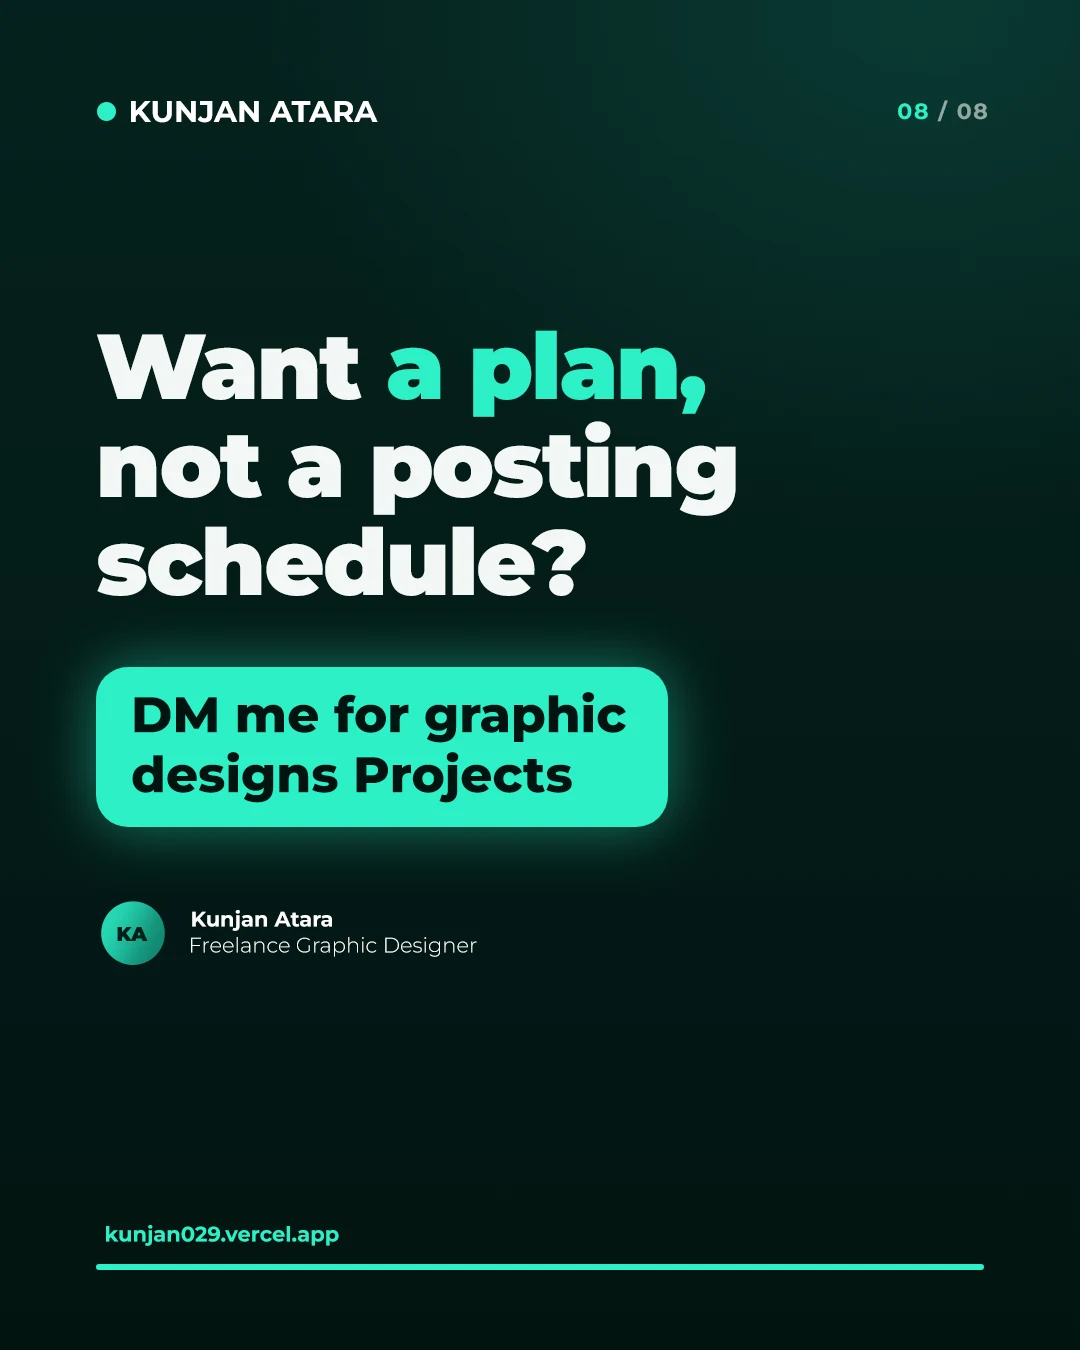 KUNJAN ATARA
08 / 08
Want a plan,
not a posting
schedule?
DM me for graphic
designs Projects
KA
Kunjan Atara
Freelance Graphic Designer
kunjan029.vercel.app